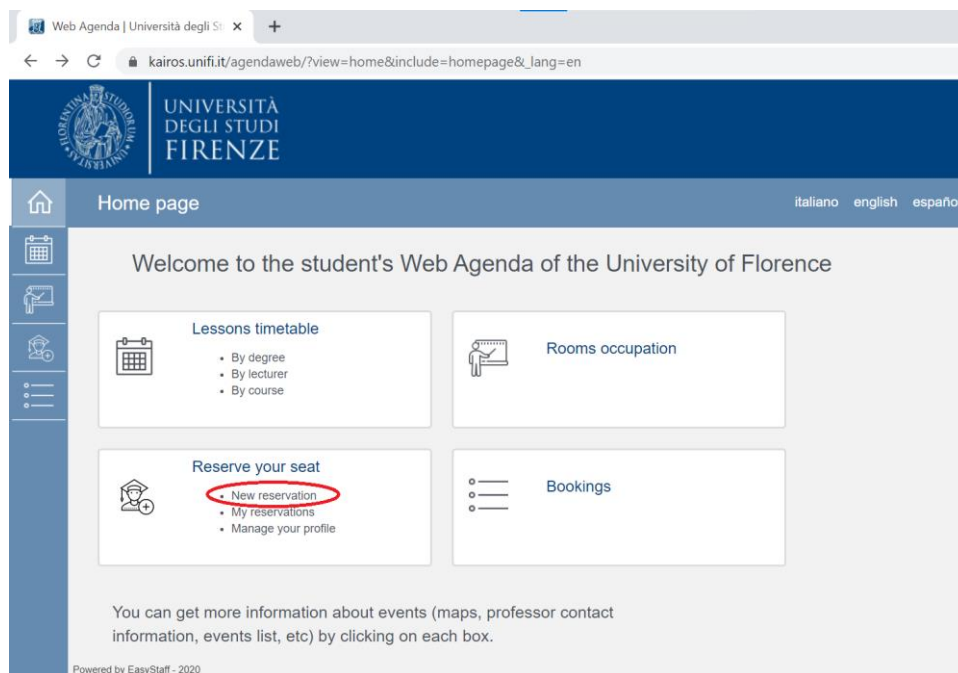 Web Agenda | Università degli St
kairos.unifi.it/agendaweb/?view=home&include=homepage&_lang=en
FLORENTINA STUDIORUM UNIVERSITAS
UNIVERSITÀ
DEGLI STUDI
FIRENZE
Home page
italiano english españo
Welcome to the student's Web Agenda of the University of Florence
Lessons timetable
By degree
By lecturer
By course
Rooms occupation
Reserve your seat
New reservation
My reservations
Manage your profile
Bookings
You can get more information about events (maps, professor contact
information, events list, etc) by clicking on each box.
Powered by EasyStaff - 2020